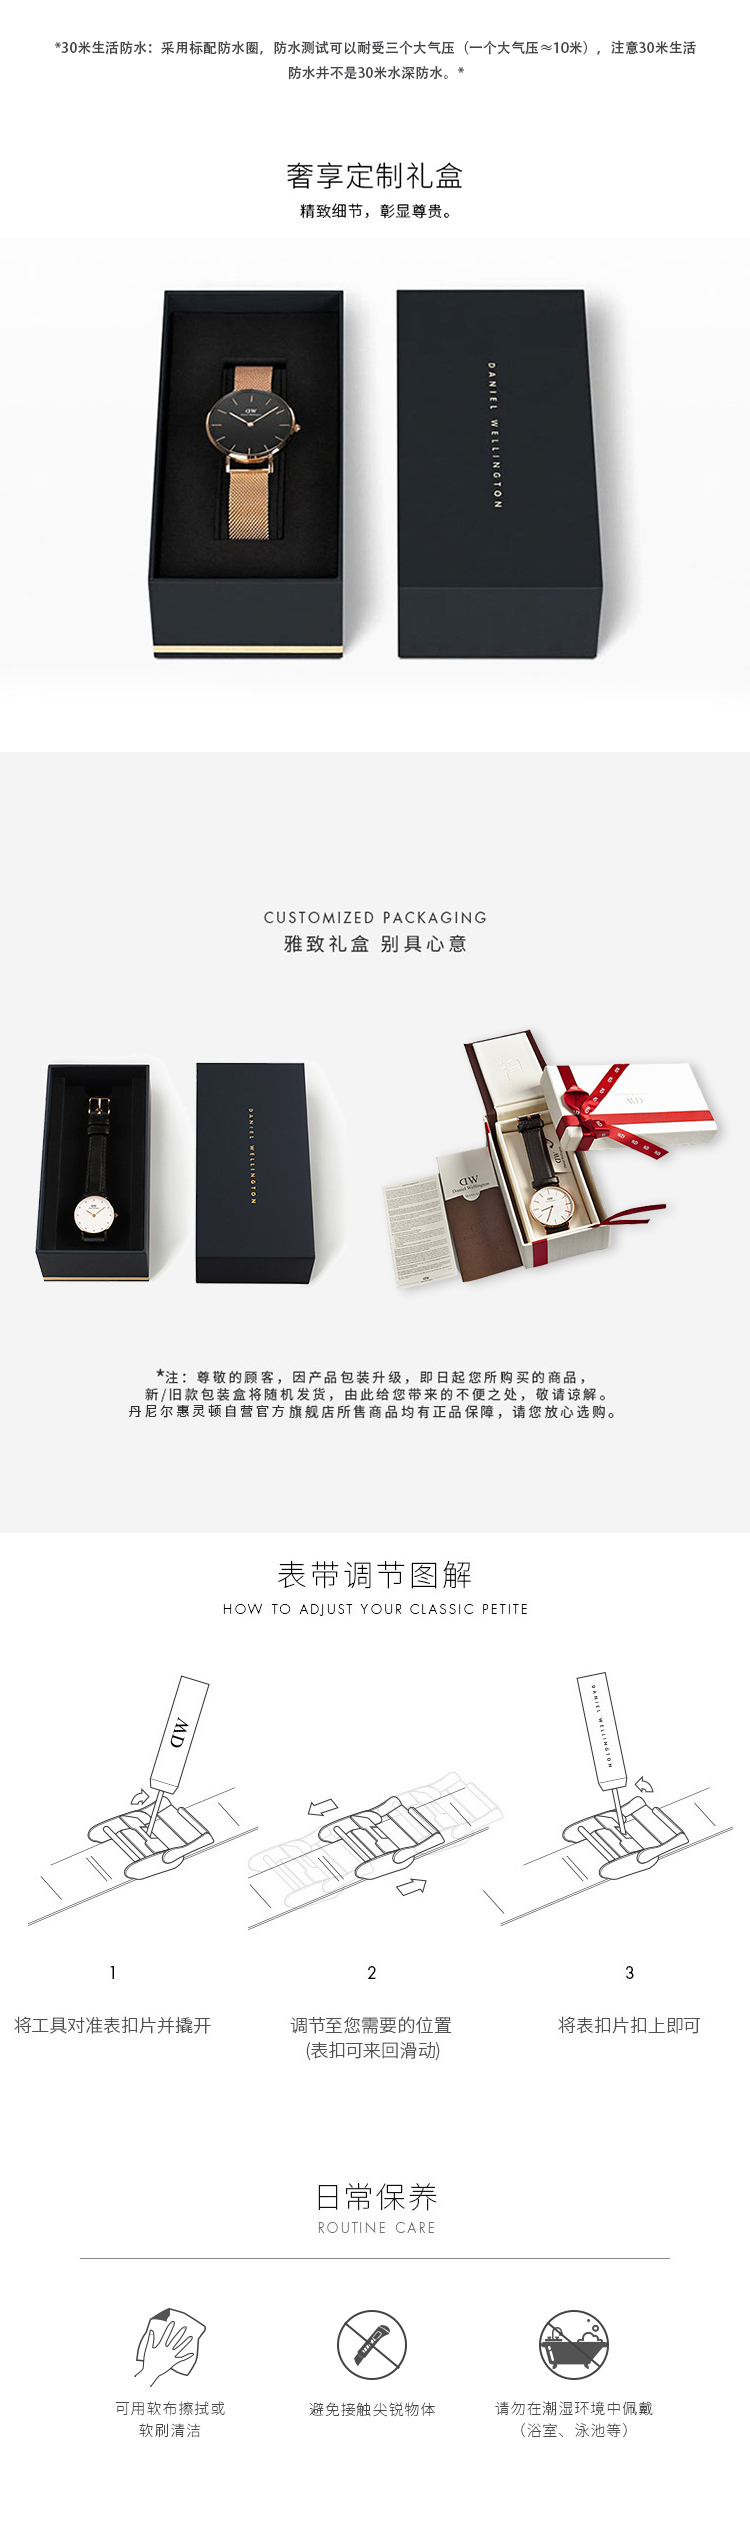 *30米生活防水：采用标配防水圈，防水测试可以耐受三个大气压（一个大气压≈10米），注意30米生活
防水并不是30米水深防水。*
奢享定制礼盒
精致细节，彰显尊贵。
DW
DANIEL WELLINGTON
CUSTOMIZED PACKAGING
雅致礼盒 别具心意
DANIEL WELLINGTON
DW
Daniel Wellington
DW
*注：尊敬的顾客，因产品包装升级，即日起您所购买的商品，
新/旧款包装盒将随机发货，由此给您带来的不便之处，敬请谅解。
丹尼尔惠灵顿自营官方旗舰店所售商品均有正品保障，请您放心选购。
表带调节图解
HOW TO ADJUST YOUR CLASSIC PETITE
DW
DANIEL WELLINGTON
1
2
3
将工具对准表扣片并撬开
调节至您需要的位置
(表扣可来回滑动)
将表扣片扣上即可
日常保养
ROUTINE CARE
可用软布擦拭或
软刷清洁
避免接触尖锐物体
请勿在潮湿环境中佩戴
（浴室、泳池等）